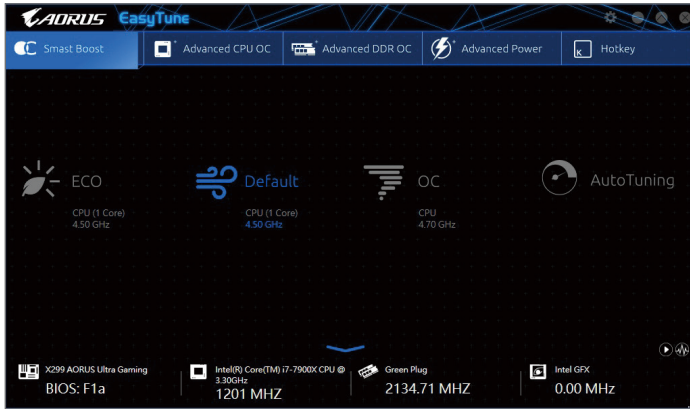 AORUS EasyTune
Smast Boost
Advanced CPU OC
Advanced DDR OC
Advanced Power
K Hotkey
ECO
CPU (1 Core)
4.50 GHz
Default
CPU (1 Core)
4.50 GHz
OC
CPU
4.70 GHz
AutoTuning
X299 AORUS Ultra Gaming
BIOS: F1a
Intel(R) Core(TM) i7-7900X CPU @
3.30GHz
1201 MHZ
Green Plug
2134.71 MHZ
Intel GFX
0.00 MHz